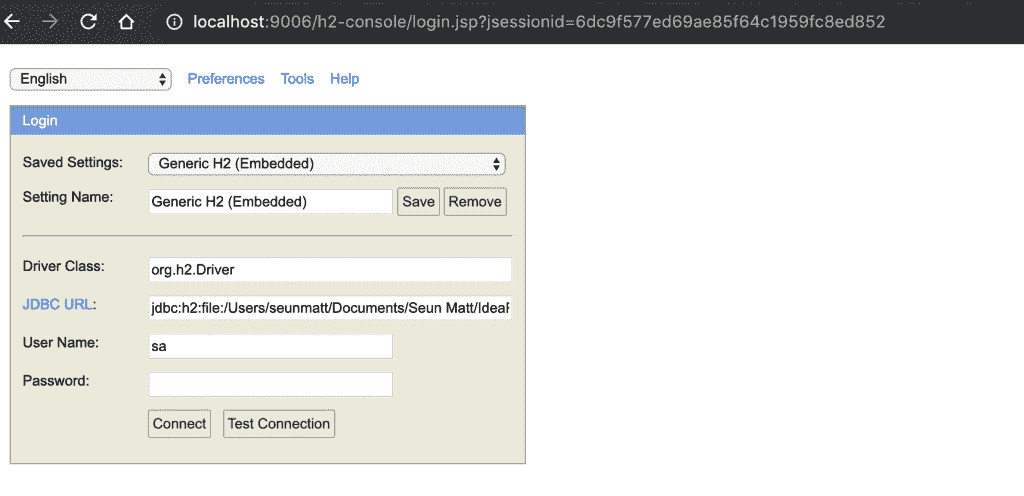 localhost:9006/h2-console/login.jsp?jsessionid=6dc9f577ed69ae85f64c1959fc8ed852
English Preferences Tools Help
Login
Saved Settings: Generic H2 (Embedded)
Setting Name: Generic H2 (Embedded) Save Remove
Driver Class: org.h2.Driver
JDBC URL: jdbc:h2:file:/Users/seunmatt/Documents/Seun Matt/Idea
User Name: sa
Password:
Connect Test Connection